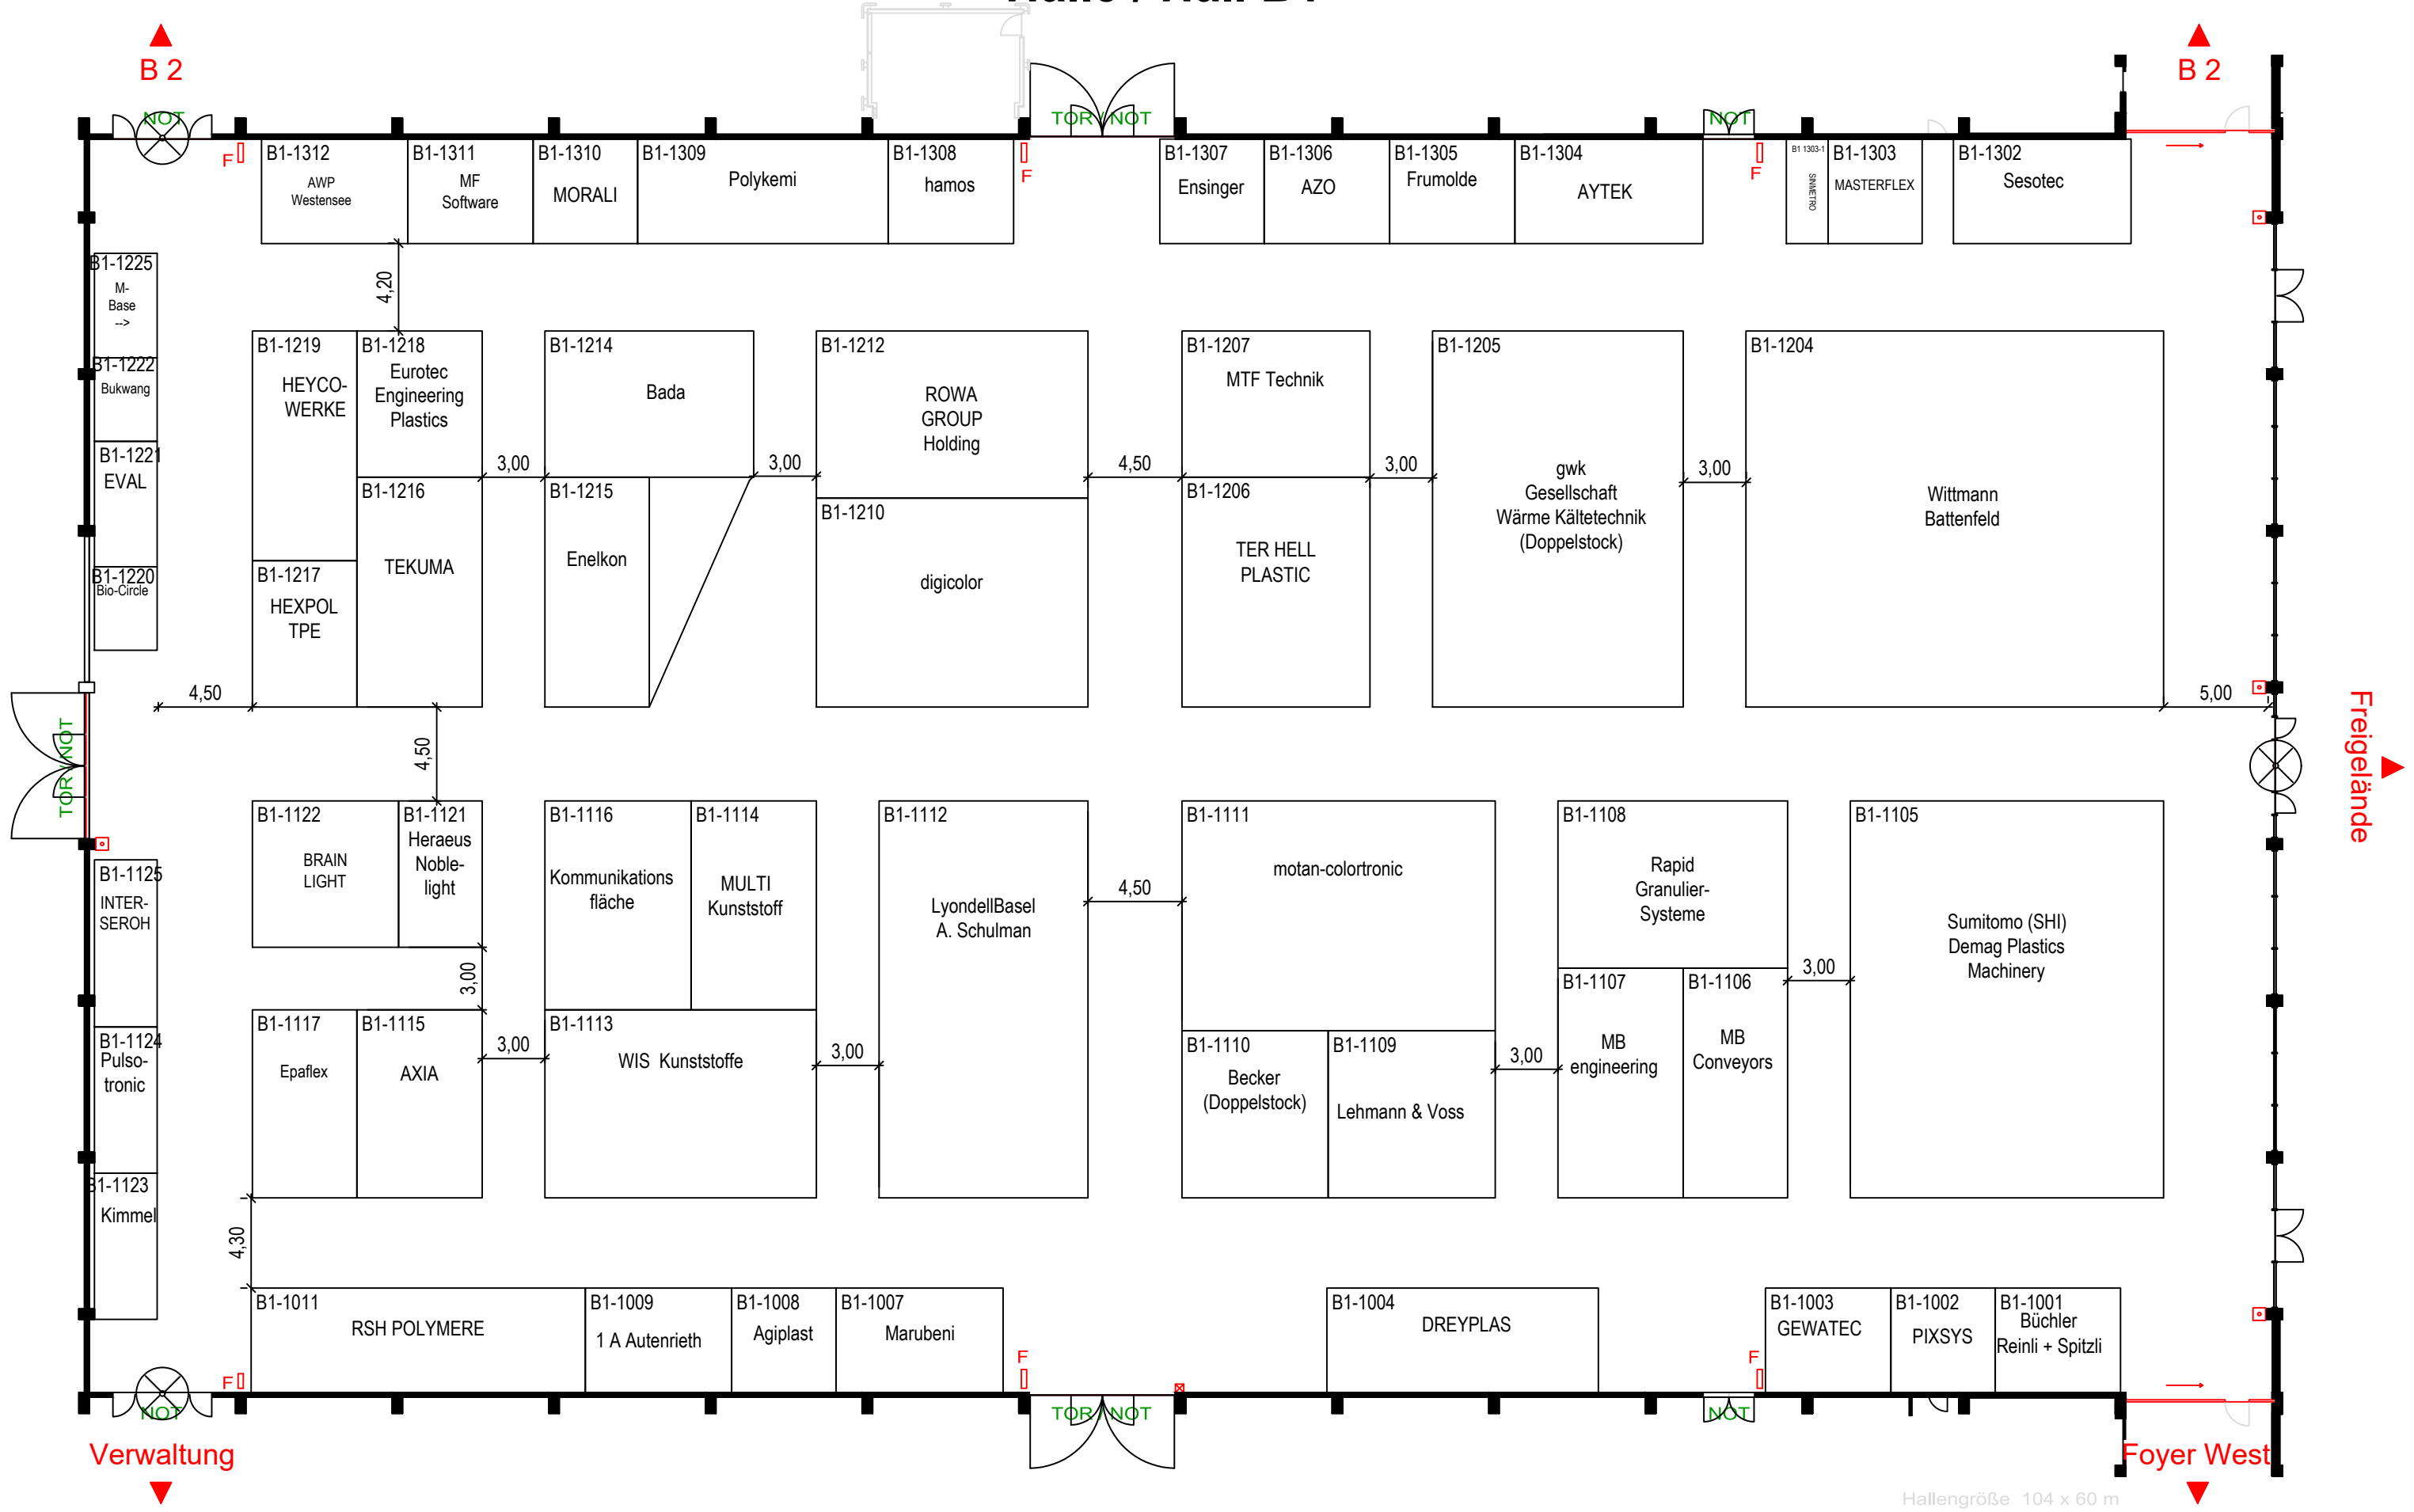 B 2
B 2
NOT
TOR / NOT
NOT
F
F
F
B1-1312
AWP
Westensee
B1-1311
MF
Software
B1-1310
MORALI
B1-1309
Polykemi
B1-1308
hamos
B1-1307
Ensinger
B1-1306
AZO
B1-1305
Frumolde
B1-1304
AYTEK
B1 1303-1
SINMETRO
B1-1303
MASTERFLEX
B1-1302
Sesotec
4,20
B1-1225
M-
Base
-->
B1-1222
Bukwang
B1-1221
EVAL
B1-1220
Bio-Circle
B1-1219
HEYCO-
WERKE
B1-1218
Eurotec
Engineering
Plastics
B1-1217
HEXPOL
TPE
B1-1216
TEKUMA
3,00
B1-1214
Bada
B1-1215
Enelkon
3,00
B1-1212
ROWA
GROUP
Holding
B1-1210
digicolor
4,50
B1-1207
MTF Technik
B1-1206
TER HELL
PLASTIC
3,00
B1-1205
gwk
Gesellschaft
Wärme Kältetechnik
(Doppelstock)
3,00
B1-1204
Wittmann
Battenfeld
4,50
4,50
5,00
TOR / NOT
Freigelände
B1-1125
INTER-
SEROH
B1-1124
Pulso-
tronic
B1-1123
Kimmel
B1-1122
BRAIN
LIGHT
B1-1121
Heraeus
Noble-
light
3,00
B1-1117
Epaflex
B1-1115
AXIA
3,00
B1-1116
Kommunikations
fläche
B1-1114
MULTI
Kunststoff
B1-1113
WIS Kunststoffe
3,00
B1-1112
LyondellBasel
A. Schulman
4,50
B1-1111
motan-colortronic
B1-1110
Becker
(Doppelstock)
B1-1109
Lehmann & Voss
3,00
B1-1108
Rapid
Granulier-
Systeme
B1-1107
MB
engineering
B1-1106
MB
Conveyors
3,00
B1-1105
Sumitomo (SHI)
Demag Plastics
Machinery
4,30
B1-1011
RSH POLYMERE
B1-1009
1 A Autenrieth
B1-1008
Agiplast
B1-1007
Marubeni
B1-1004
DREYPLAS
B1-1003
GEWATEC
B1-1002
PIXSYS
B1-1001
Büchler
Reinli + Spitzli
F
F
F
NOT
TOR / NOT
NOT
Verwaltung
Foyer West
Hallengröße 104 x 60 m